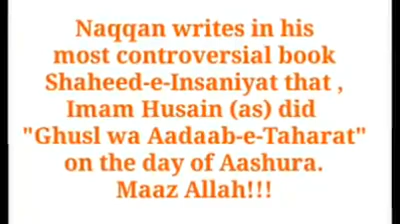 Naqqan writes in his
most controversial book
Shaheed-e-Insaniyat that ,
Imam Husain (as) did
"Ghusl wa Aadaab-e-Taharat"
on the day of Aashura.
Maaz Allah!!!